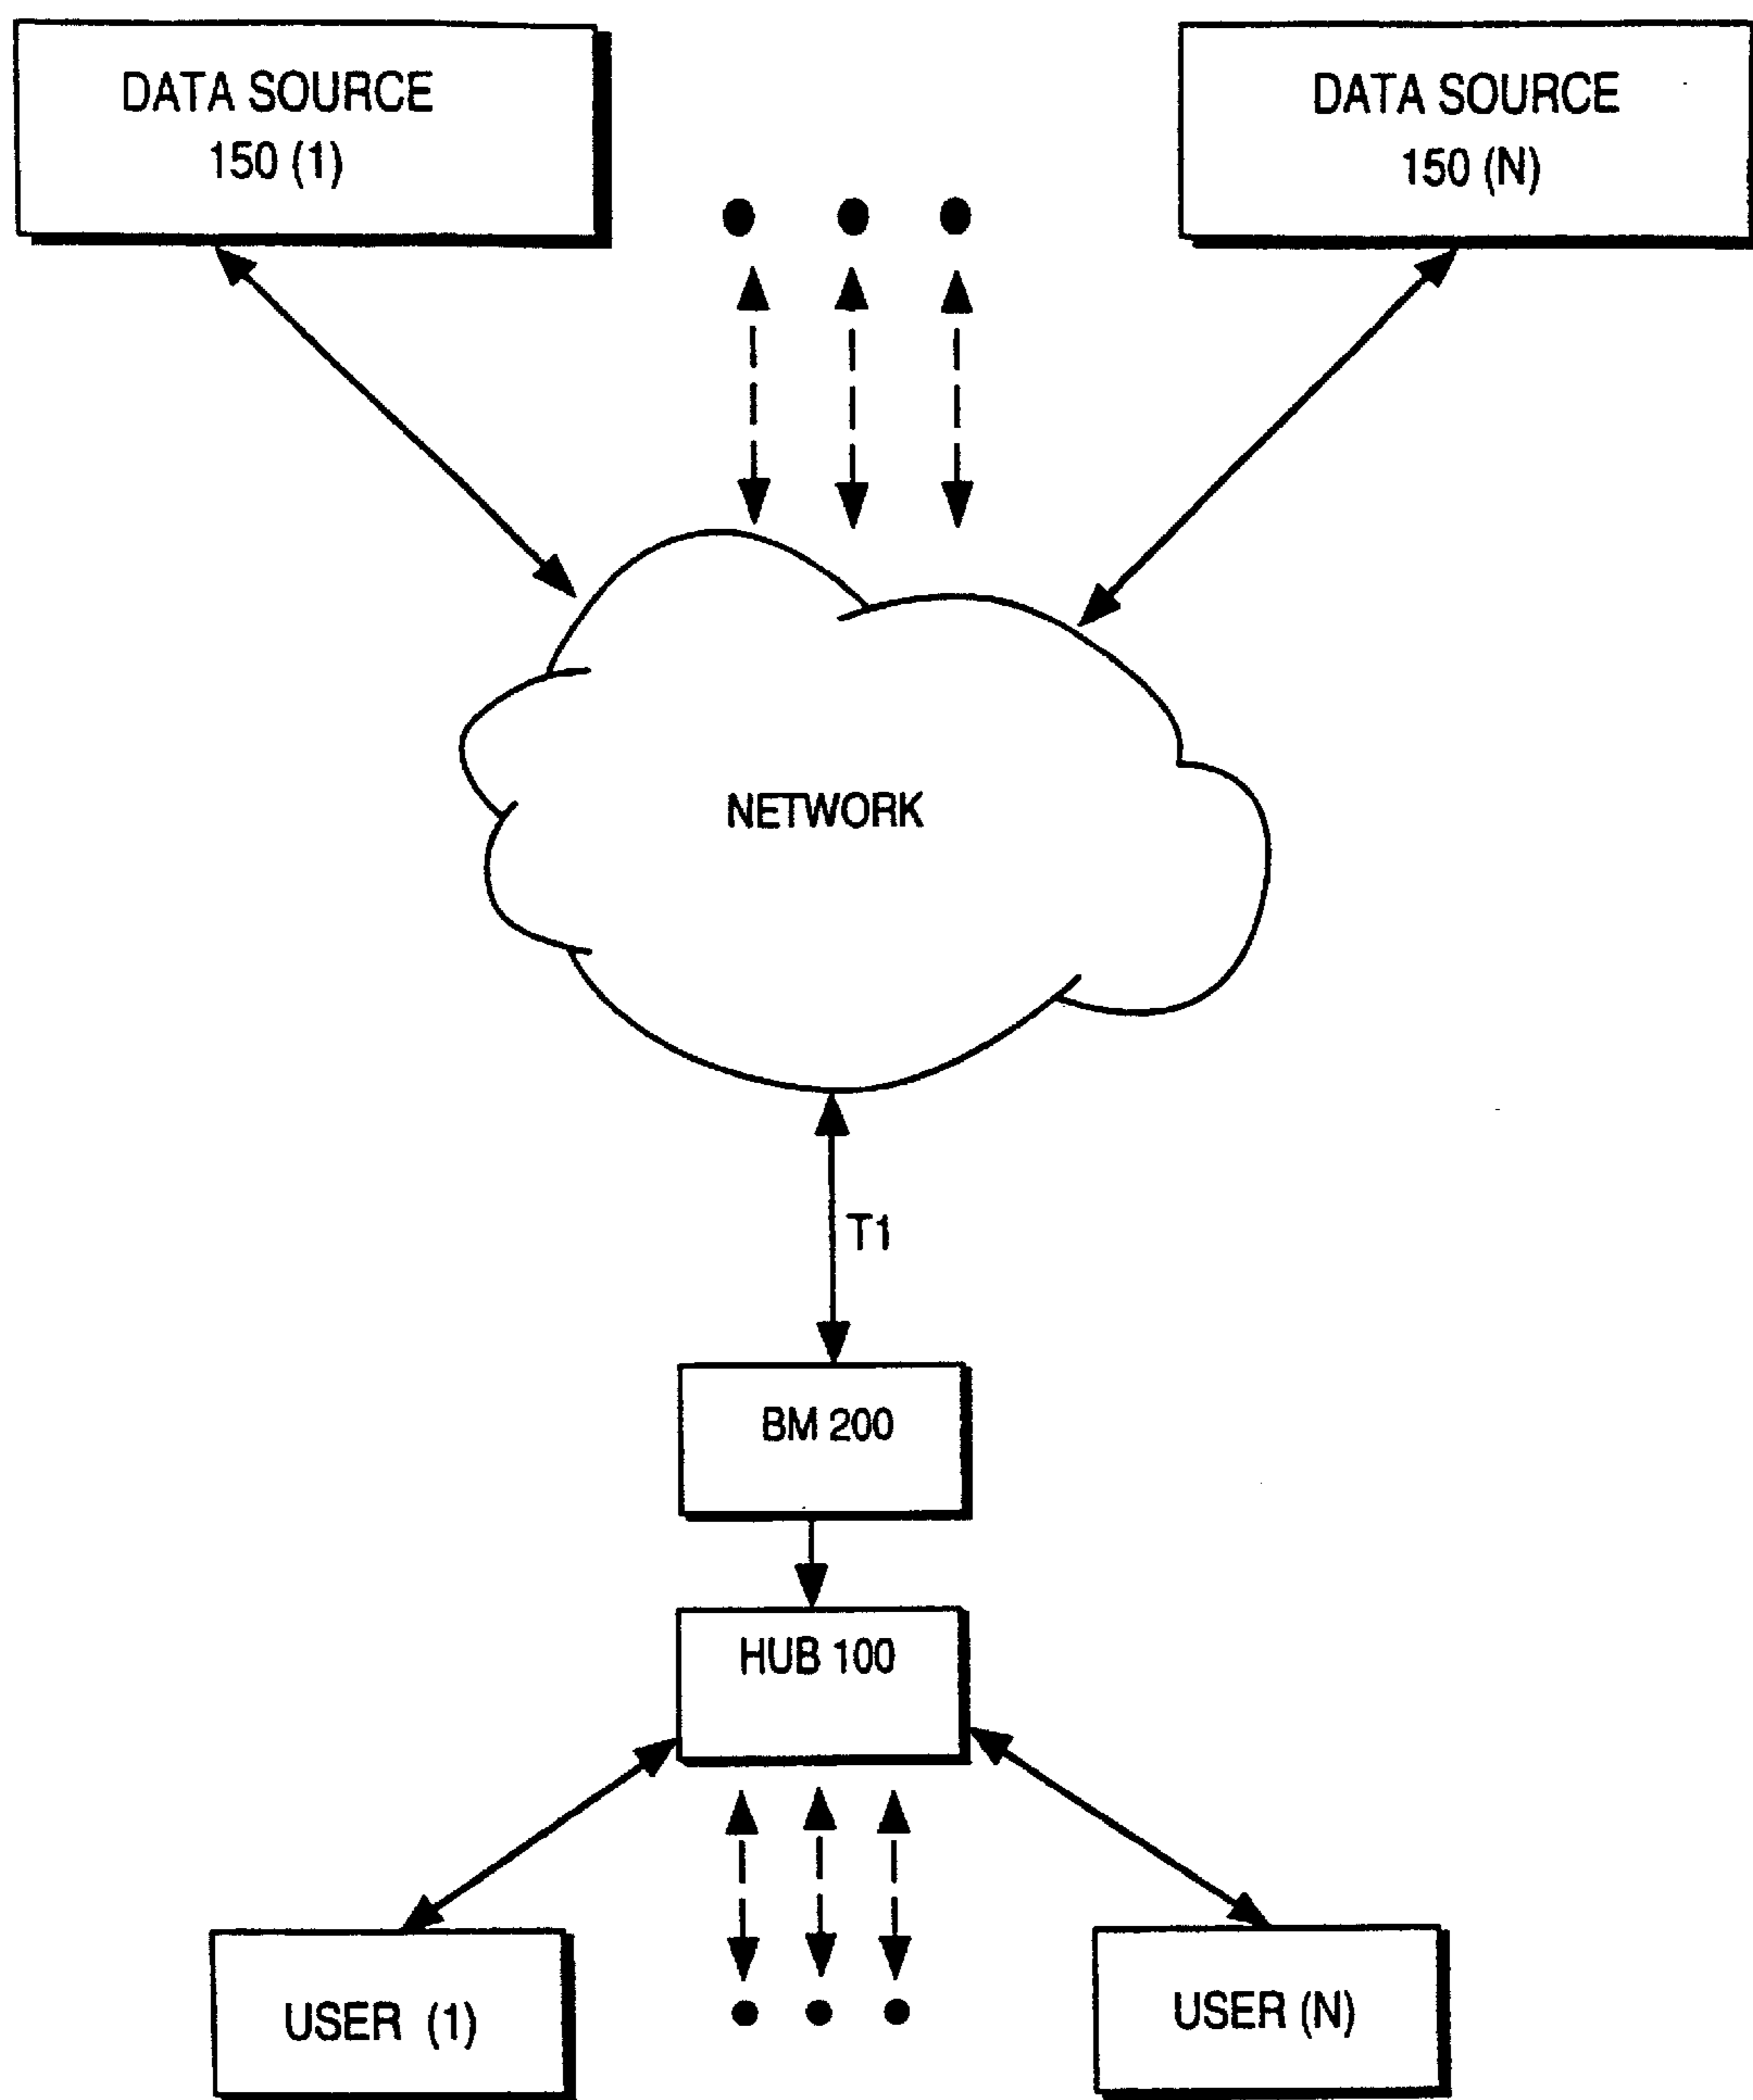 DATA SOURCE
150 (1)
DATA SOURCE
150 (N)
NETWORK
T1
BM 200
HUB 100
USER (1)
USER (N)